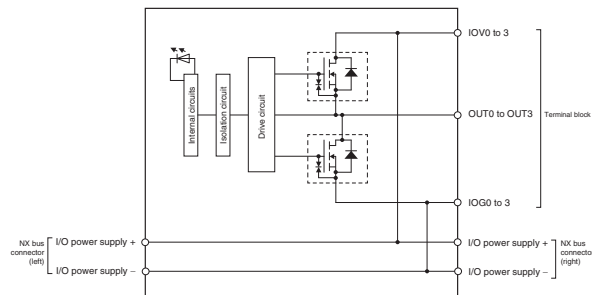 IOV0 to 3
Internal circuits
Isolation circuit
Drive circuit
OUT0 to OUT3
Terminal block
IOG0 to 3
NX bus
connector
(left)
I/O power supply +
I/O power supply −
I/O power supply +
I/O power supply −
NX bus
connecto
(right)